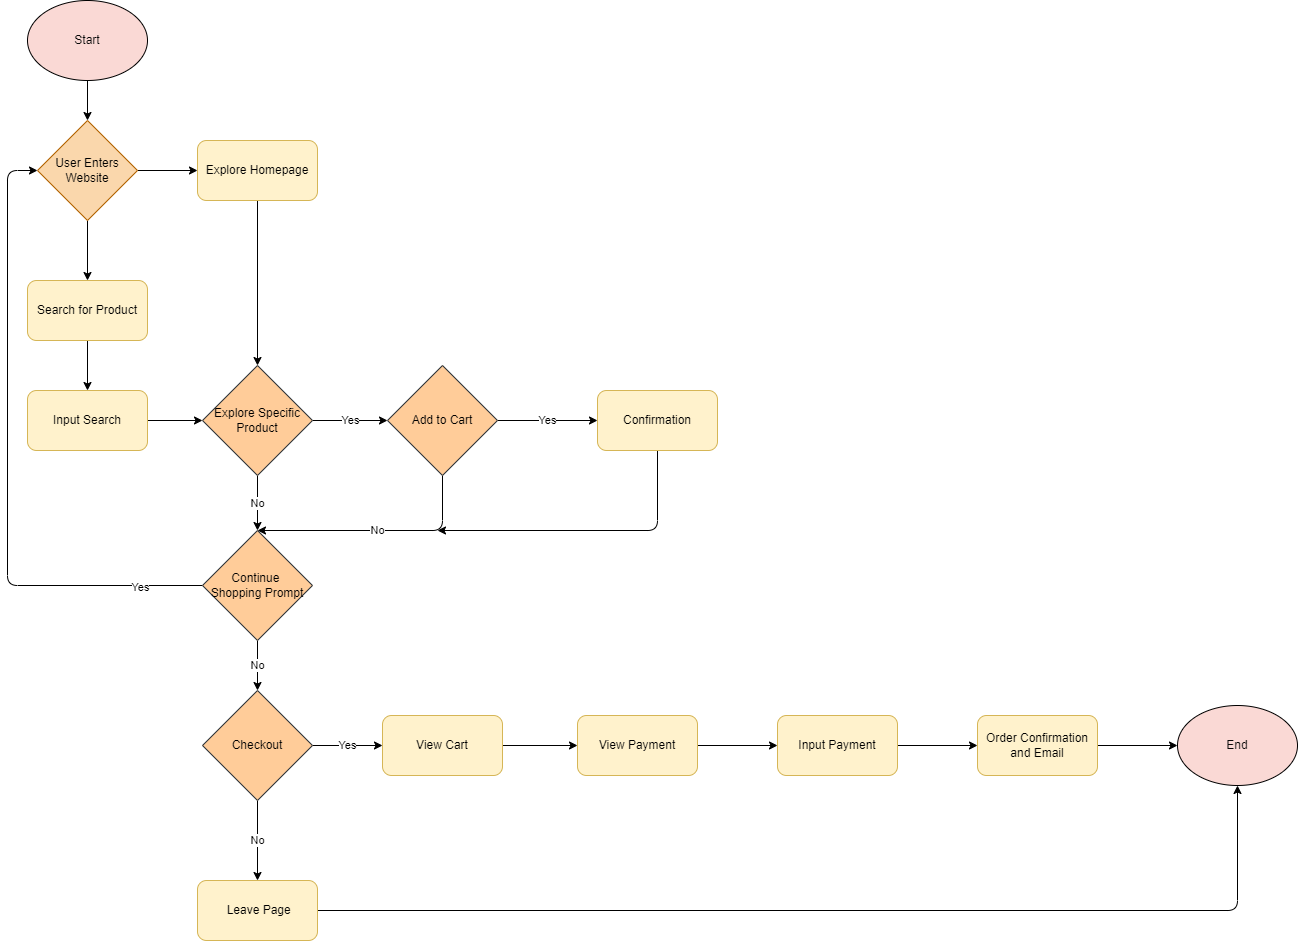 Start
User Enters
Website
Explore Homepage
Search for Product
Input Search
Explore Specific
Product
Yes
Add to Cart
Yes
Confirmation
No
No
Continue
Shopping Prompt
Yes
No
Checkout
Yes
View Cart
View Payment
Input Payment
Order Confirmation
and Email
End
No
Leave Page